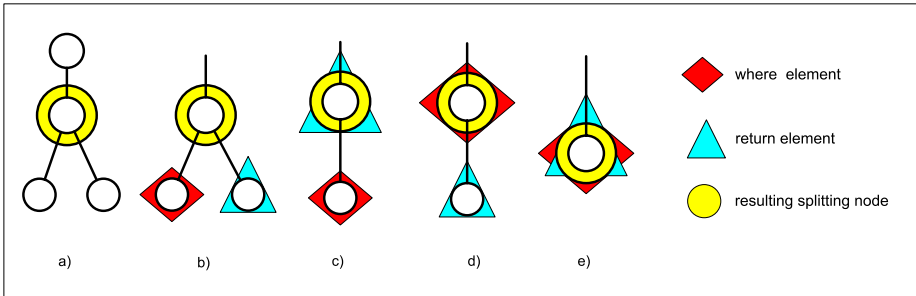 where element
return element
resulting splitting node
a)
b)
c)
d)
e)